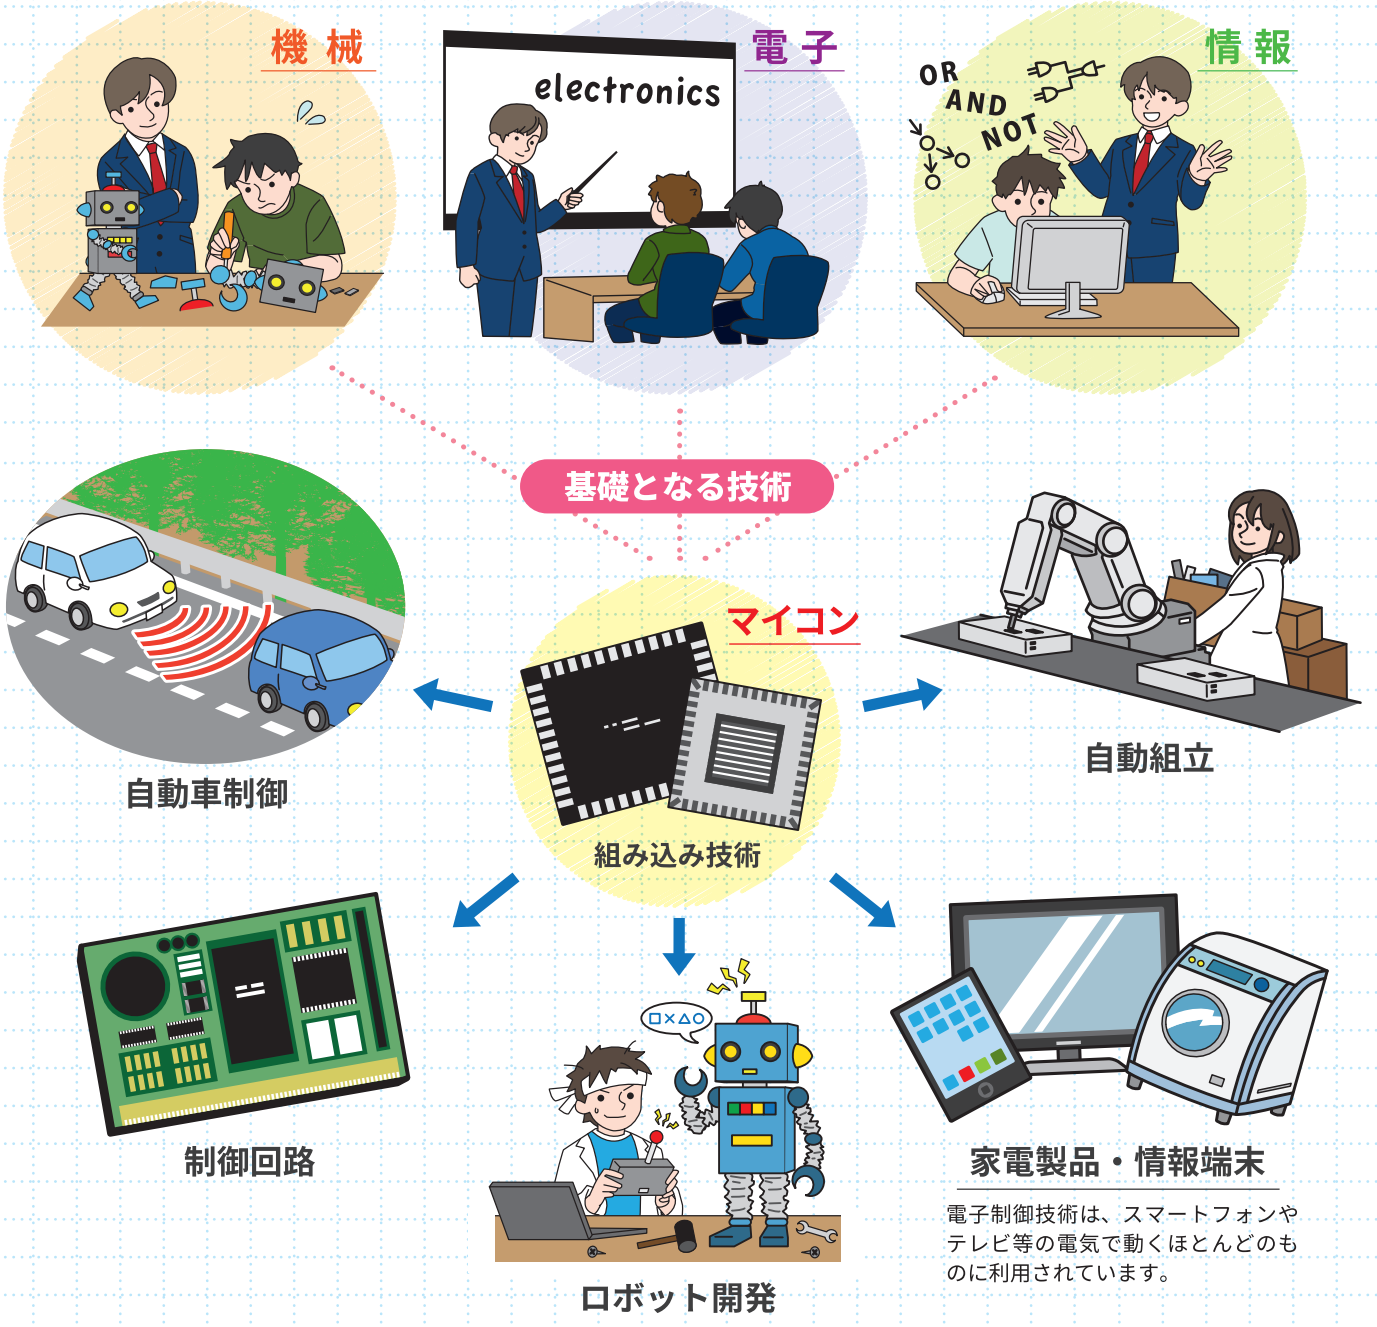 機械
電子
electronics
情報
OR
AND
NOT
基礎となる技術
マイコン
組み込み技術
自動車制御
自動組立
制御回路
ロボット開発
家電製品・情報端末
電子制御技術は、スマートフォンや
テレビ等の電気で動くほとんどのも
のに利用されています。